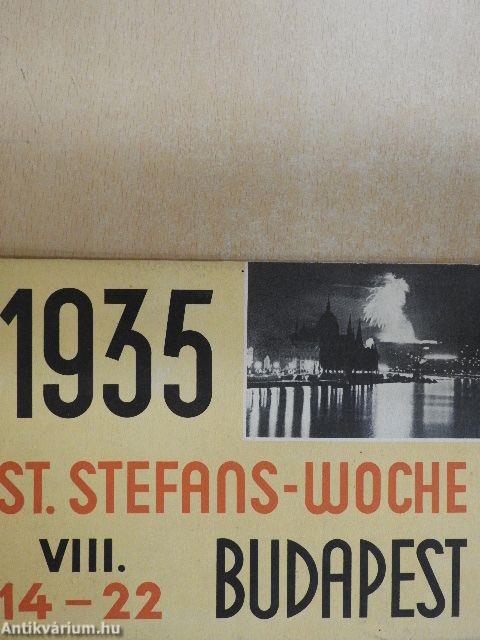 1935
ST. STEFANS-WOCHE
VIII.
14-22
BUDAPEST
Antikvárium.hu